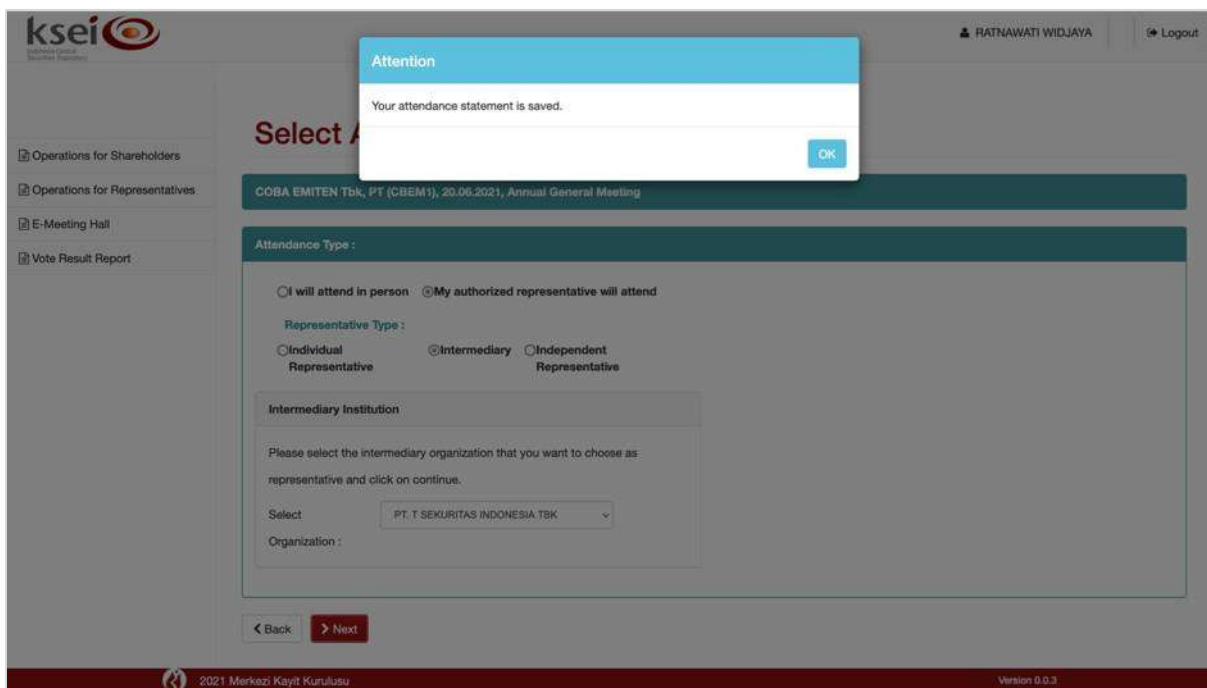 ksei
RATNAWATI WIDJAJA
Logout
Attention
Your attendance statement is saved.
OK
Select A
Operations for Shareholders
Operations for Representatives
E-Meeting Hall
Vote Result Report
COBA EMITEN Tbk, PT (CBEM1), 20.06.2021, Annual General Meeting
Attendance Type :
I will attend in person My authorized representative will attend
Representative Type :
Individual Intermediary Independent
Representative Representative
Intermediary Institution
Please select the intermediary organization that you want to choose as
representative and click on continue.
Select PT. T SEKURITAS INDONESIA TBK
Organization :
Back Next
2021 Merkezi Kayit Kurulusu Version 0.0.3